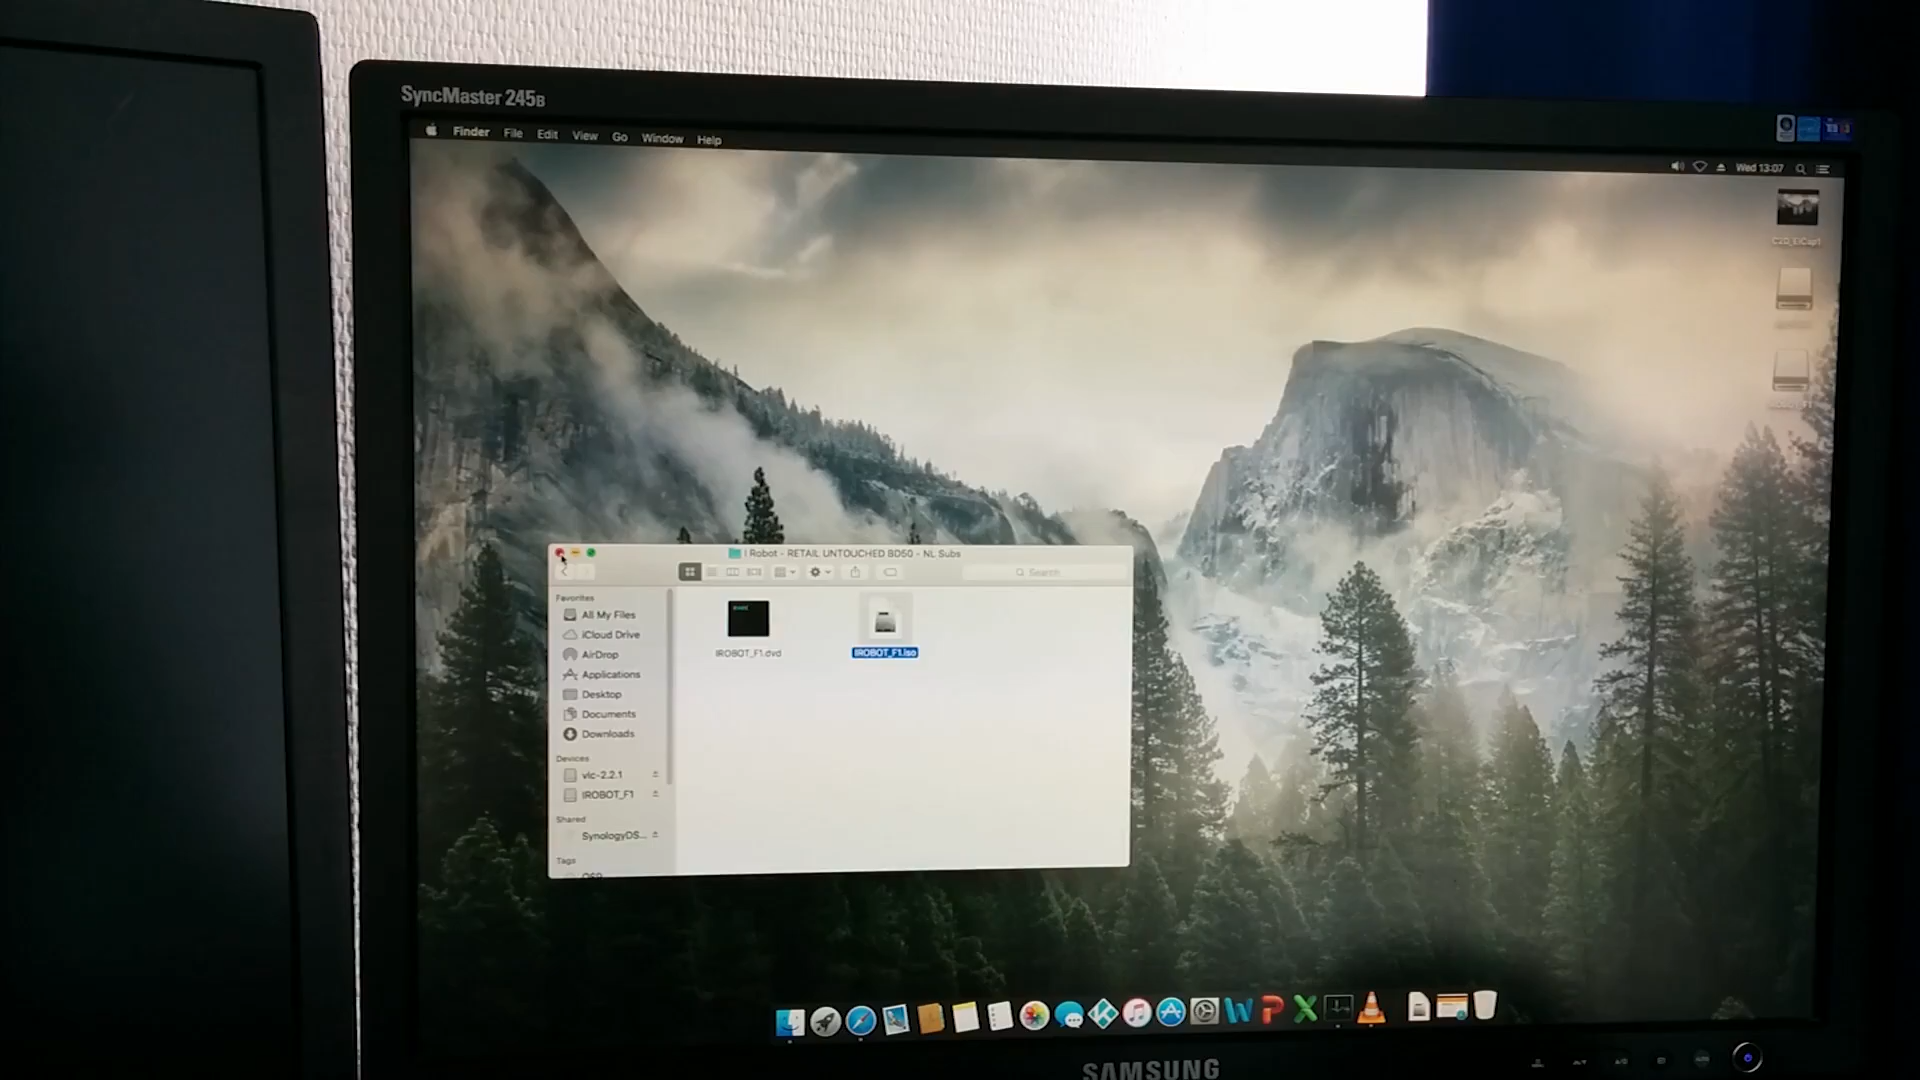 SyncMaster 245B
Finder File Edit View Go Window Help
Wed 13:07
C2D_ElCap1
I Robot - RETAIL UNTOUCHED BD50 - NL Subs
Search
Favorites
All My Files
iCloud Drive
AirDrop
Applications
Desktop
Documents
Downloads
Devices
vlc-2.2.1
IROBOT_F1
Shared
SynologyDS...
Tags
IROBOT_F1.dvd
IROBOT_F1.iso
SAMSUNG